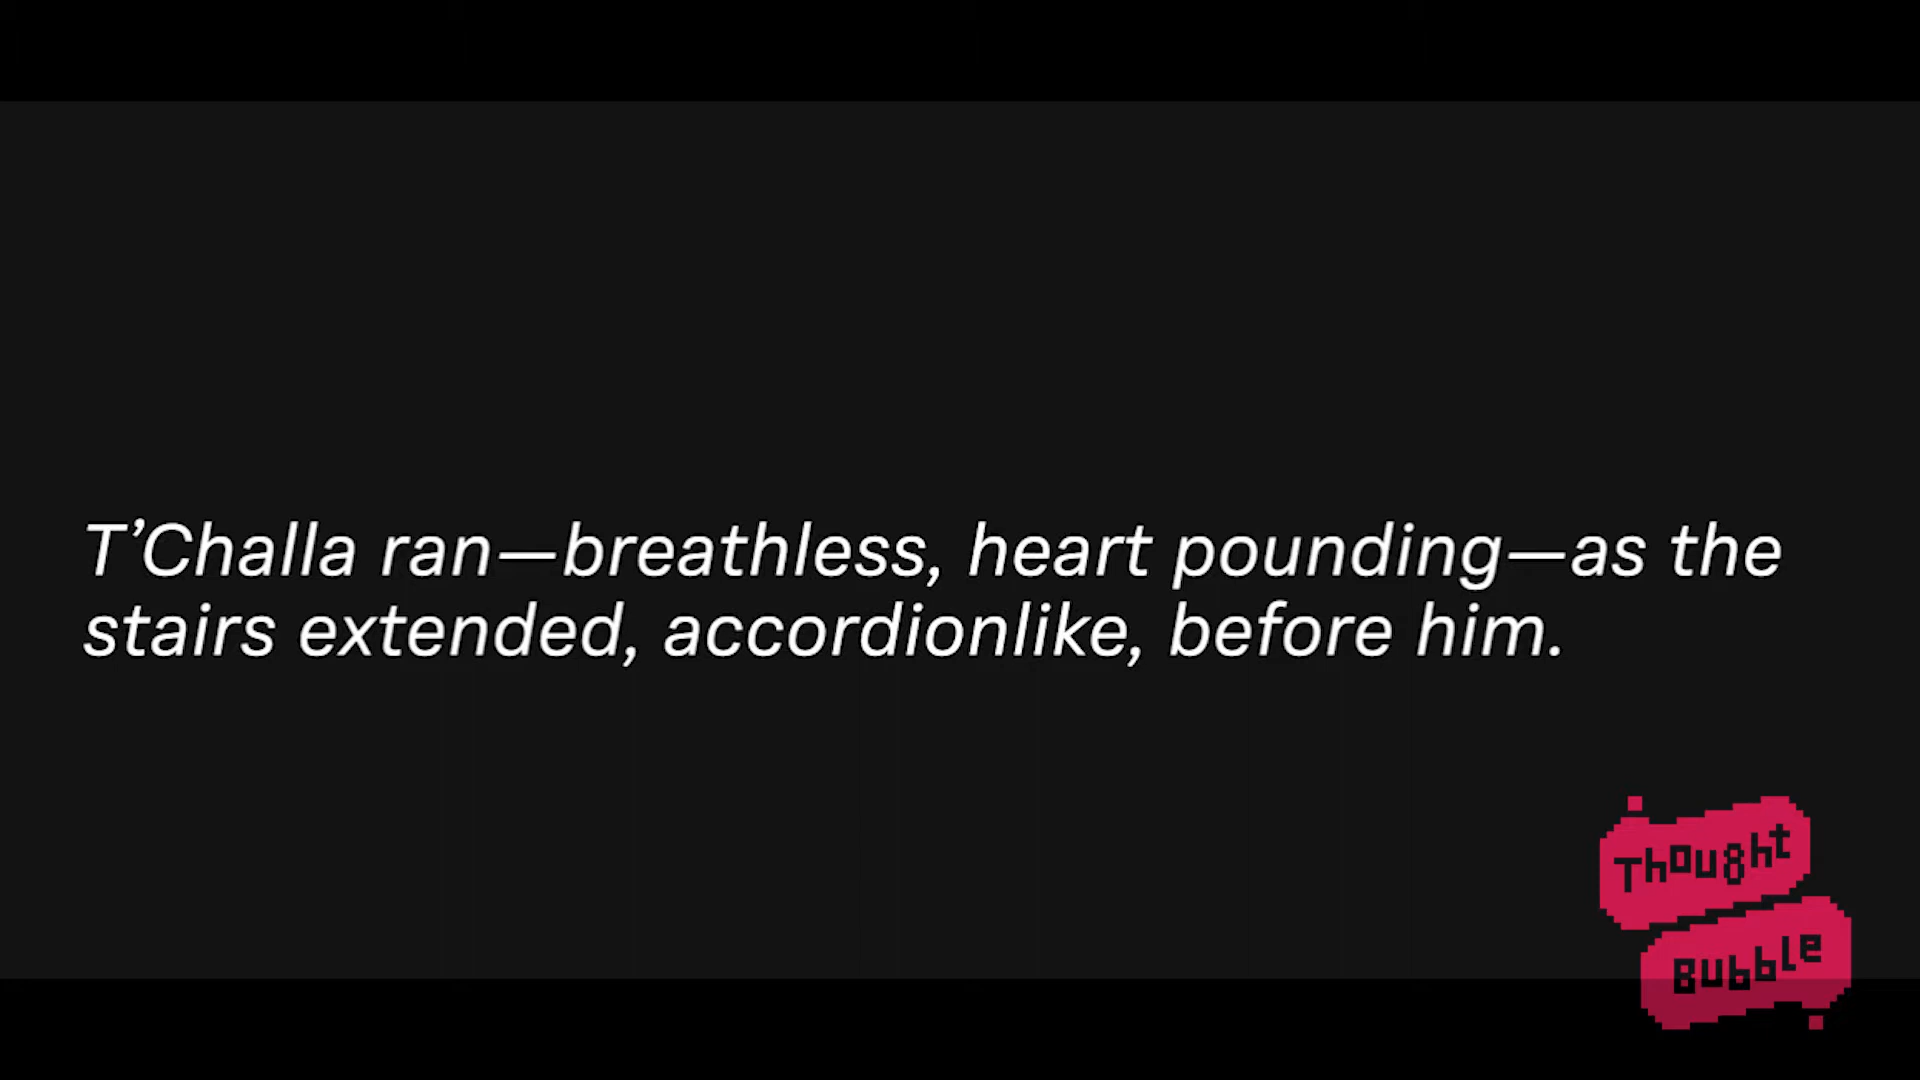 T’Challa ran—breathless, heart pounding—as the
stairs extended, accordionlike, before him.
Thought
Bubble